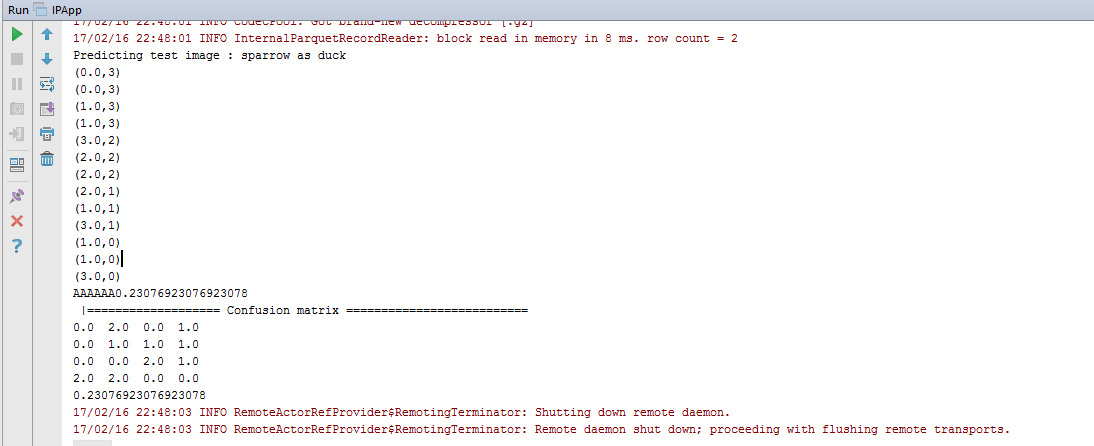 Run IPApp
17/02/16 22:48:01 INFO CodecPool: Got brand-new decompressor [.gz]
17/02/16 22:48:01 INFO InternalParquetRecordReader: block read in memory in 8 ms. row count = 2
Predicting test image : sparrow as duck
(0.0,3)
(0.0,3)
(1.0,3)
(1.0,3)
(3.0,2)
(2.0,2)
(2.0,2)
(2.0,1)
(1.0,1)
(3.0,1)
(1.0,0)
(1.0,0)
(3.0,0)
AAAAAA0.23076923076923078
|=================== Confusion matrix ==========================
0.0 2.0 0.0 1.0
0.0 1.0 1.0 1.0
0.0 0.0 2.0 1.0
2.0 2.0 0.0 0.0
0.23076923076923078
17/02/16 22:48:03 INFO RemoteActorRefProvider$RemotingTerminator: Shutting down remote daemon.
17/02/16 22:48:03 INFO RemoteActorRefProvider$RemotingTerminator: Remote daemon shut down; proceeding with flushing remote transports.